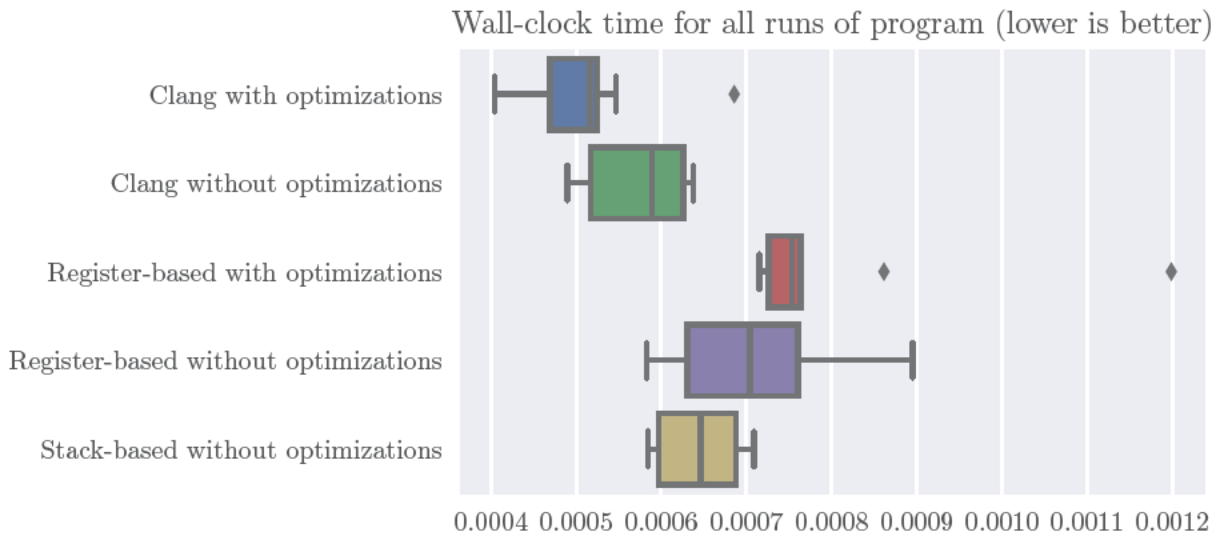 Wall-clock time for all runs of program (lower is better)
Clang with optimizations
Clang without optimizations
Register-based with optimizations
Register-based without optimizations
Stack-based without optimizations
0.0004 0.0005 0.0006 0.0007 0.0008 0.0009 0.0010 0.0011 0.0012